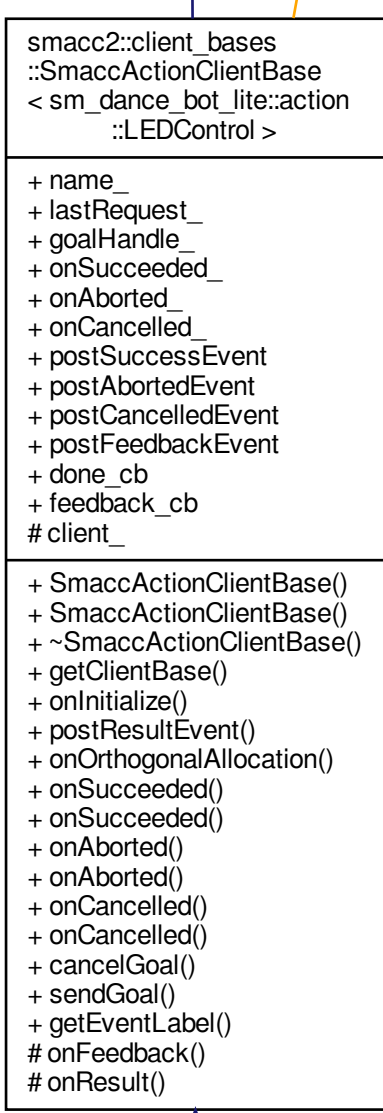 smacc2::client_bases
::SmaccActionClientBase
< sm_dance_bot_lite::action
::LEDControl >
+ name_
+ lastRequest_
+ goalHandle_
+ onSucceeded_
+ onAborted_
+ onCancelled_
+ postSuccessEvent
+ postAbortedEvent
+ postCancelledEvent
+ postFeedbackEvent
+ done_cb
+ feedback_cb
# client_
+ SmaccActionClientBase()
+ SmaccActionClientBase()
+ ~SmaccActionClientBase()
+ getClientBase()
+ onInitialize()
+ postResultEvent()
+ onOrthogonalAllocation()
+ onSucceeded()
+ onSucceeded()
+ onAborted()
+ onAborted()
+ onCancelled()
+ onCancelled()
+ cancelGoal()
+ sendGoal()
+ getEventLabel()
# onFeedback()
# onResult()